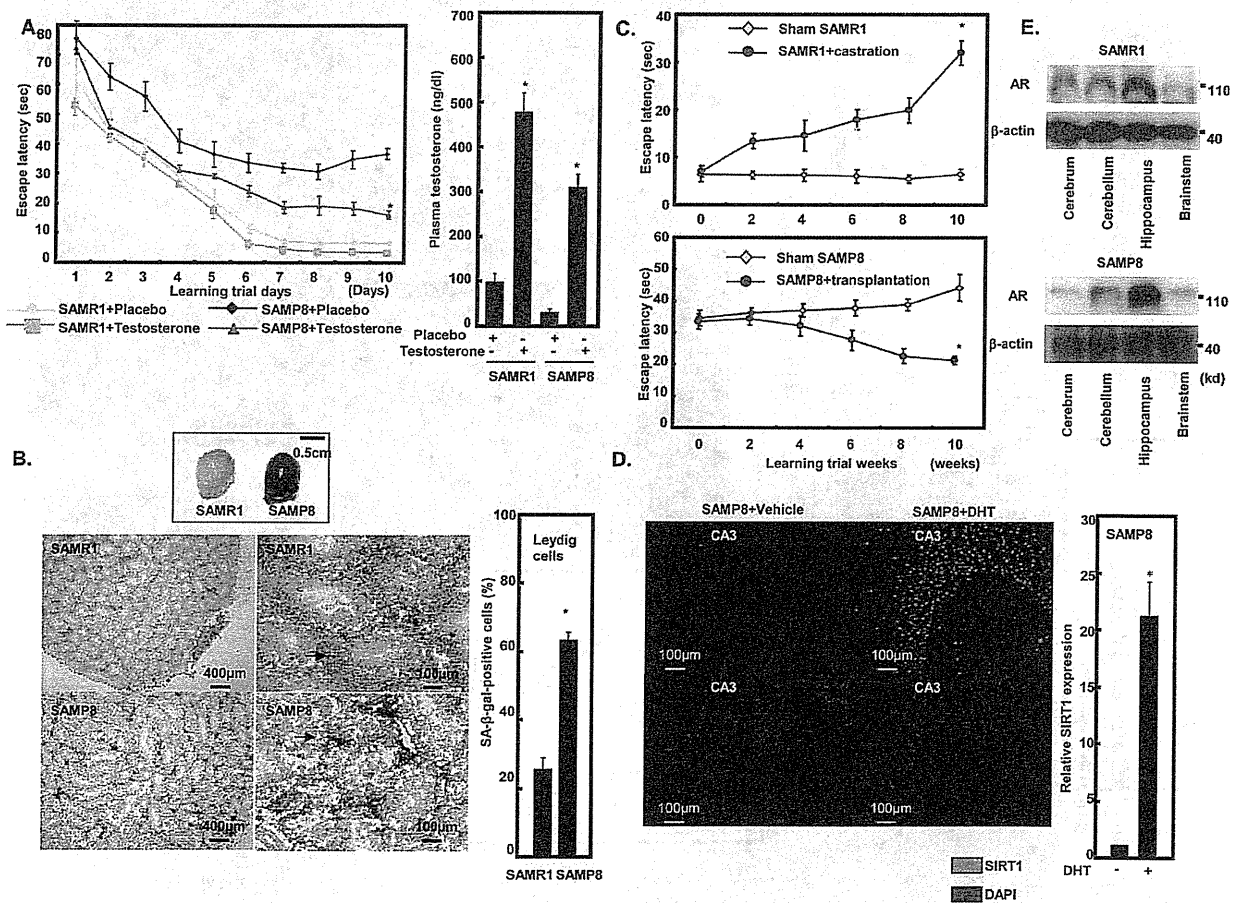 A.
Escape latency (sec)
80
70
60
50
40
30
20
10
0
1 2 3 4 5 6 7 8 9 10
Learning trial days (Days)
*
SAMR1+Placebo
SAMP8+Placebo
SAMR1+Testosterone
SAMP8+Testosterone
Plasma testosterone (ng/dl)
700
600
500
400
300
200
100
0
* *
Placebo + - + -
Testosterone - + - +
SAMR1 SAMP8
C.
Escape latency (sec)
40
30
20
10
0
Sham SAMR1
SAMR1+castration
*
0 2 4 6 8 10
Escape latency (sec)
60
50
40
30
20
10
0
Sham SAMP8
SAMP8+transplantation
*
0 2 4 6 8 10
Learning trial weeks (weeks)
E.
SAMR1
AR
110
β-actin
40
Cerebrum
Cerebellum
Hippocampus
Brainstem
SAMP8
AR
110
β-actin
40
(kd)
Cerebrum
Cerebellum
Hippocampus
Brainstem
B.
0.5cm
SAMR1 SAMP8
SAMR1
400μm
SAMR1
100μm
SAMP8
400μm
SAMP8
100μm
SA-β-gal-positive cells (%)
100
80
60
40
20
0
Leydig
cells
*
SAMR1 SAMP8
D.
SAMP8+Vehicle SAMP8+DHT
CA3 CA3
100μm 100μm
CA3 CA3
100μm 100μm
SIRT1
DAPI
Relative SIRT1 expression
30
25
20
15
10
5
0
SAMP8
*
DHT - +